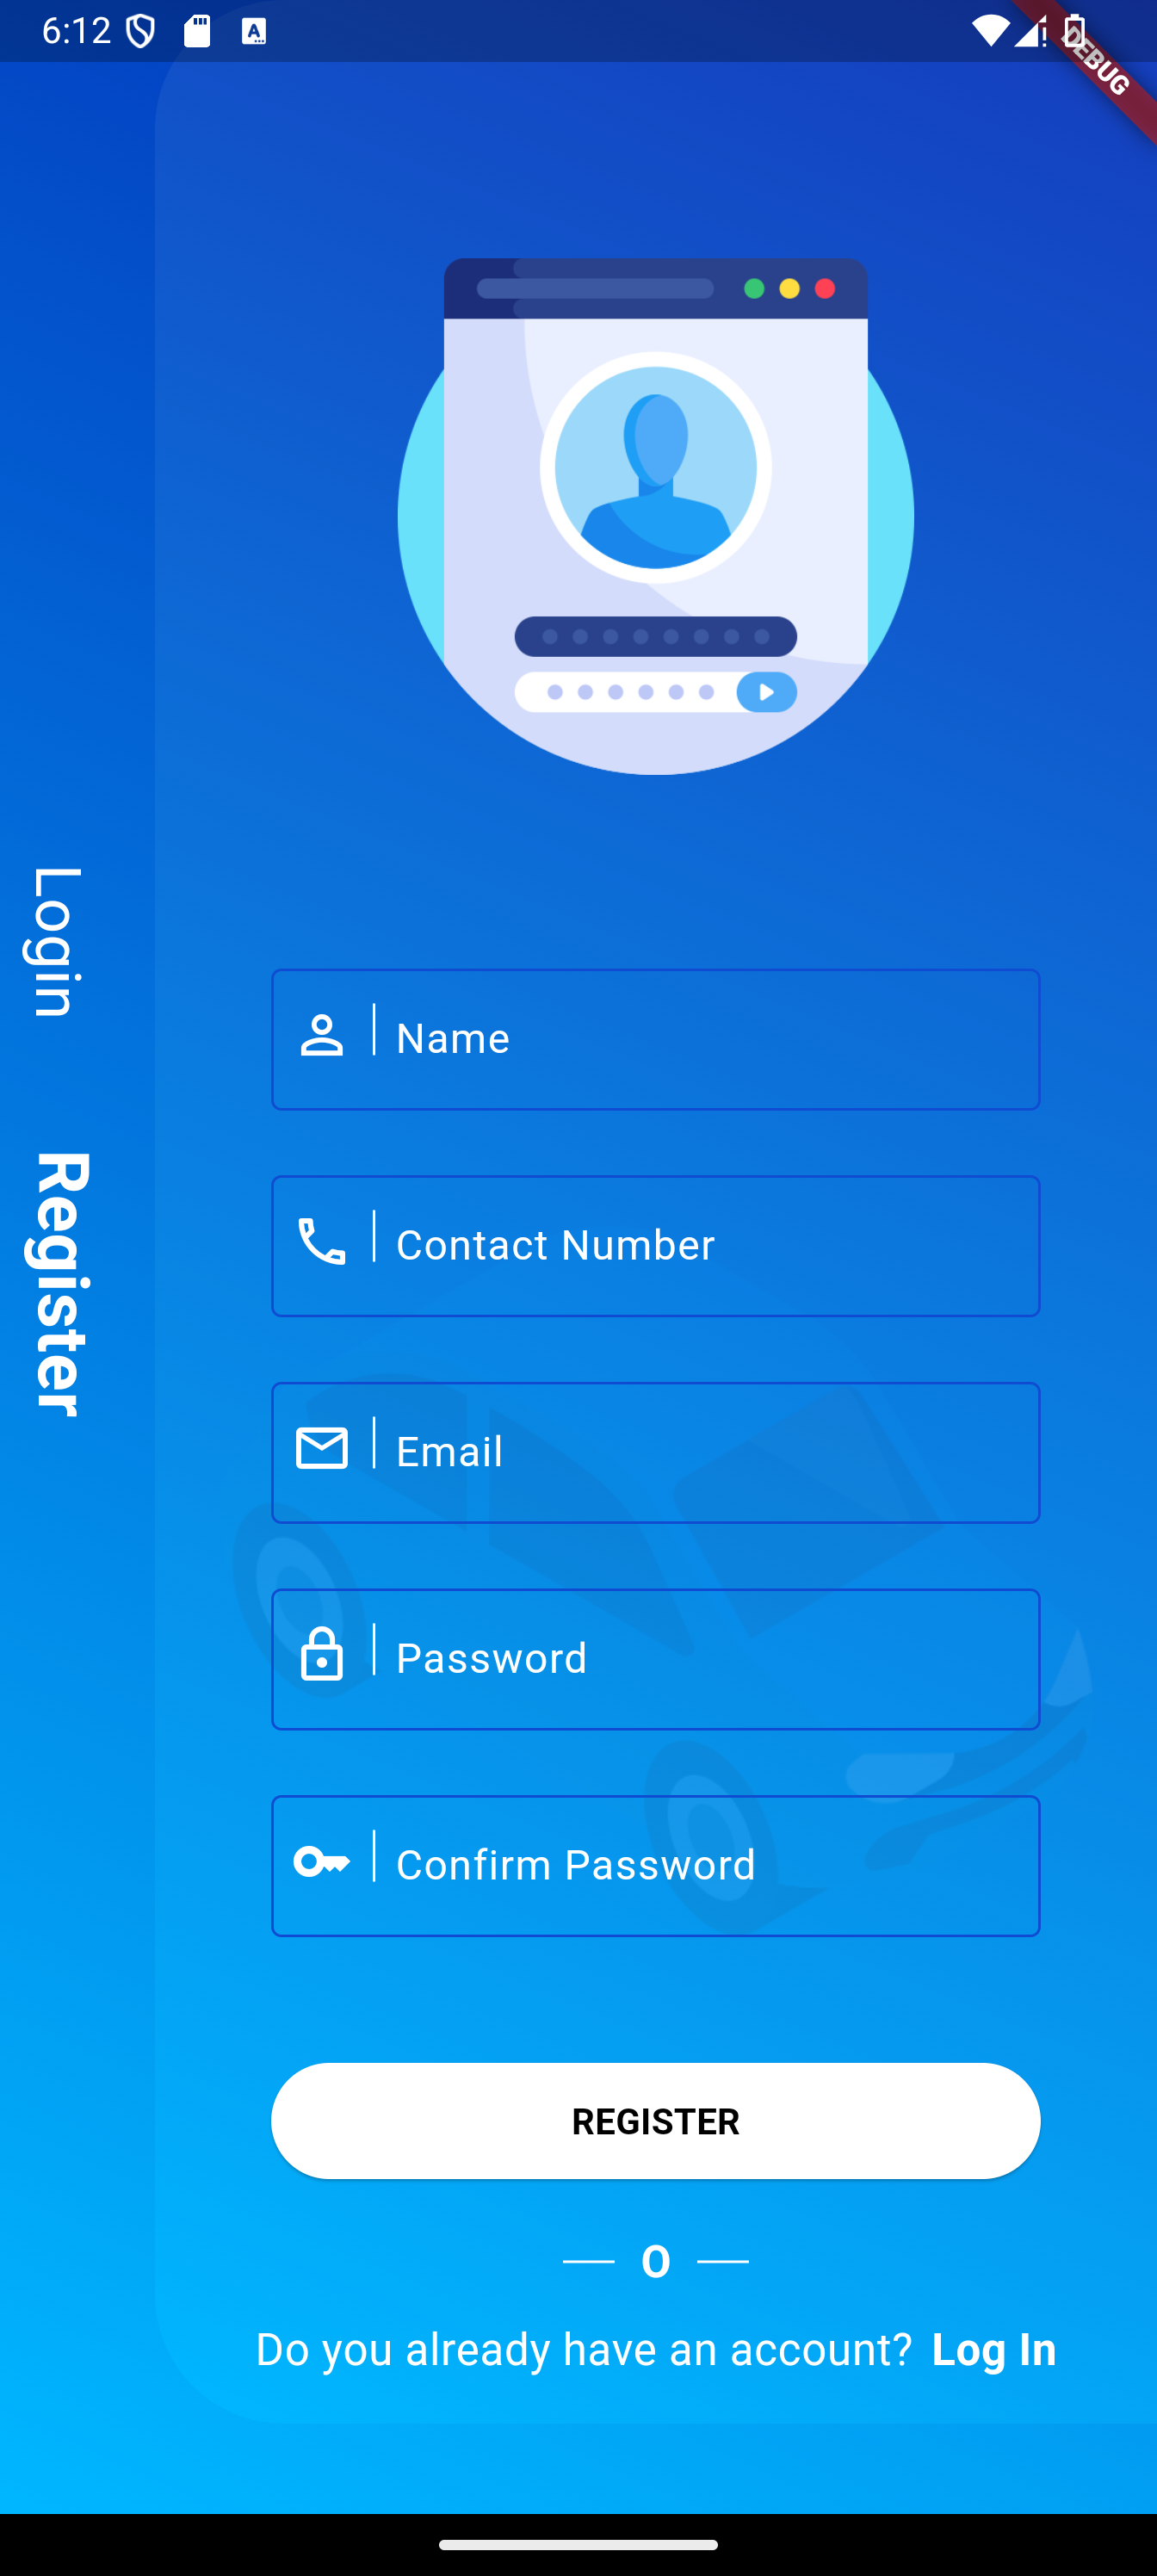 6:12
DEBUG
Login
Register
Name
Contact Number
Email
Password
Confirm Password
REGISTER
O
Do you already have an account? Log In